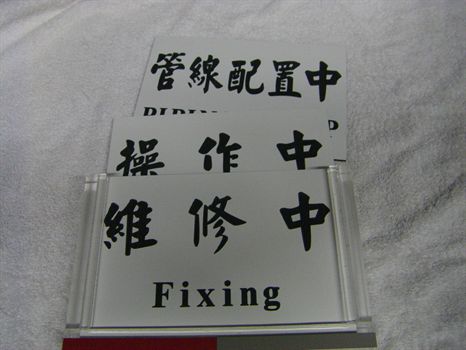 管線配置中
操作中
維修中
Fixing